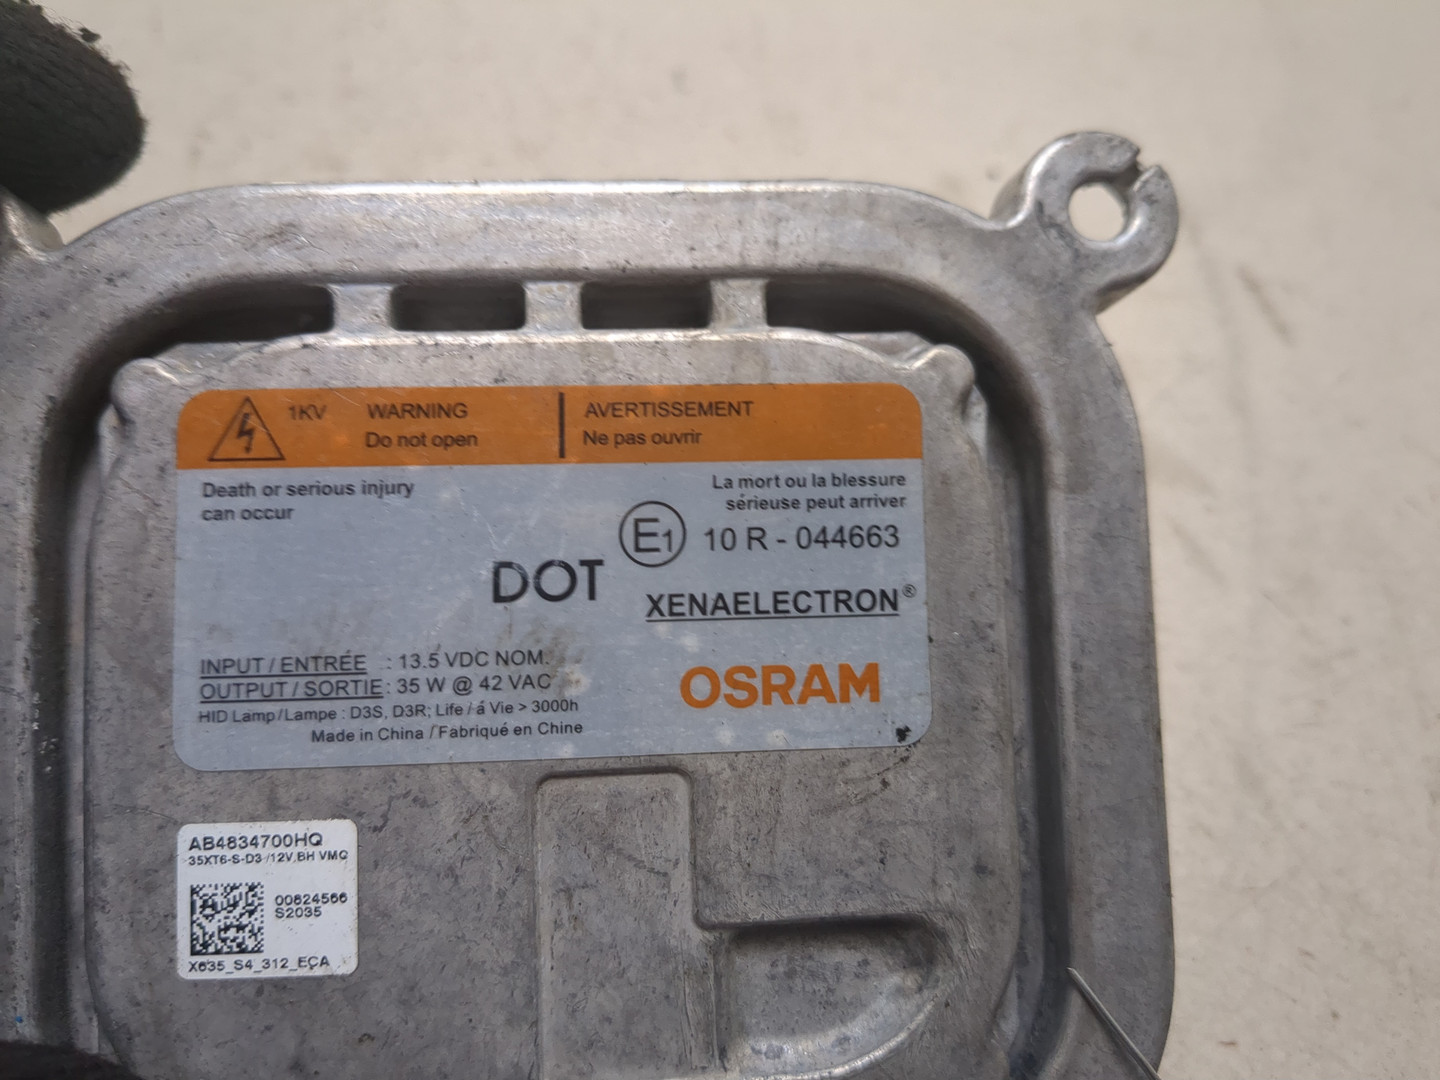 1KV WARNING AVERTISSEMENT
Do not open Ne pas ouvrir
Death or serious injury
can occur
La mort ou la blessure
sérieuse peut arriver
E1 10 R - 044663
DOT
XENAELECTRON®
INPUT / ENTRÉE : 13.5 VDC NOM.
OUTPUT / SORTIE : 35 W @ 42 VAC
HID Lamp / Lampe : D3S, D3R; Life / á Vie > 3000h
Made in China / Fabriqué en Chine
OSRAM
AB4834700HQ
35XT6-S-D3 /12V BH VMQ
00824566
S2035
X635_S4_312_ECA